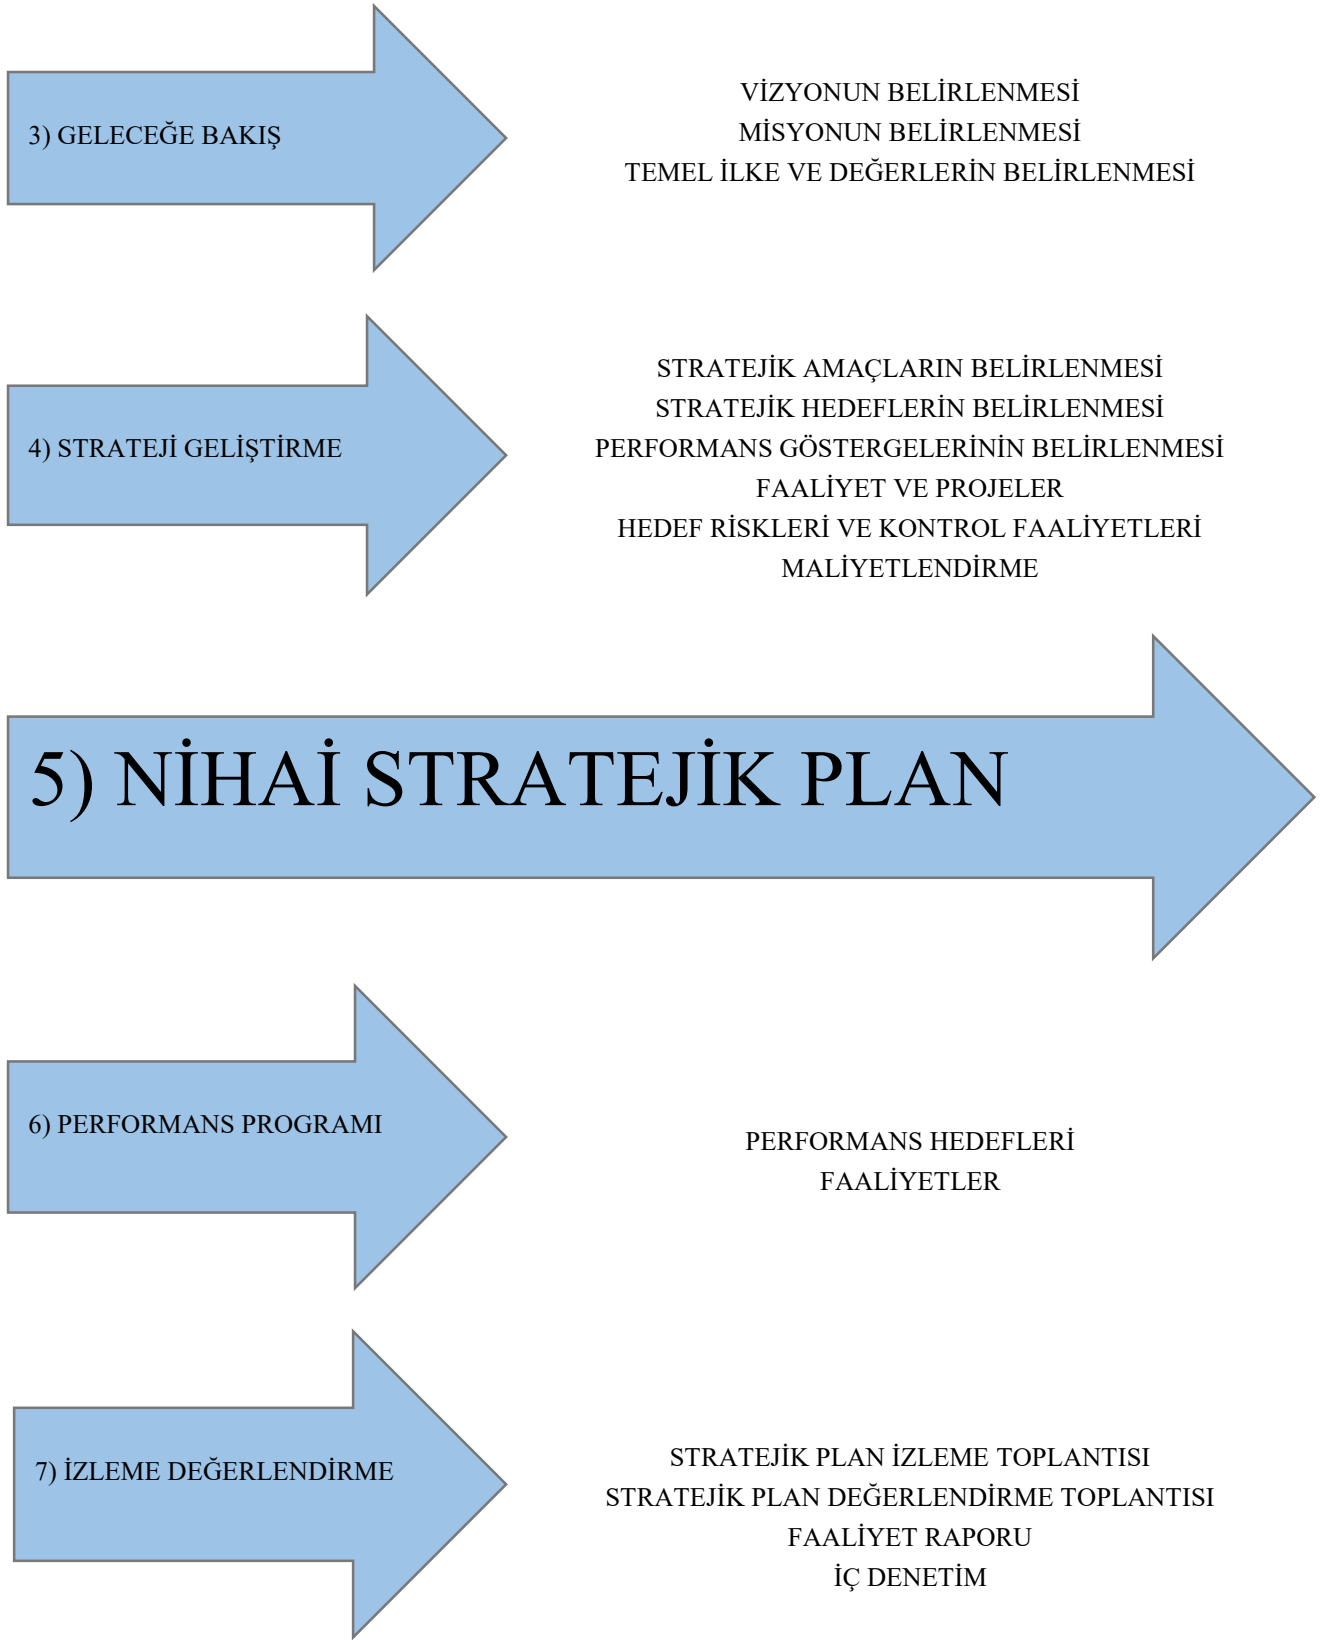 3) GELECEĞE BAKIŞ
VİZYONUN BELİRLENMESİ
MİSYONUN BELİRLENMESİ
TEMEL İLKE VE DEĞERLERİN BELİRLENMESİ
4) STRATEJİ GELİŞTİRME
STRATEJİK AMAÇLARIN BELİRLENMESİ
STRATEJİK HEDEFLERİN BELİRLENMESİ
PERFORMANS GÖSTERGELERİNİN BELİRLENMESİ
FAALİYET VE PROJELER
HEDEF RİSKLERİ VE KONTROL FAALİYETLERİ
MALİYETLENDİRME
5) NİHAİ STRATEJİK PLAN
6) PERFORMANS PROGRAMI
PERFORMANS HEDEFLERİ
FAALİYETLER
7) İZLEME DEĞERLENDİRME
STRATEJİK PLAN İZLEME TOPLANTISI
STRATEJİK PLAN DEĞERLENDİRME TOPLANTISI
FAALİYET RAPORU
İÇ DENETİM